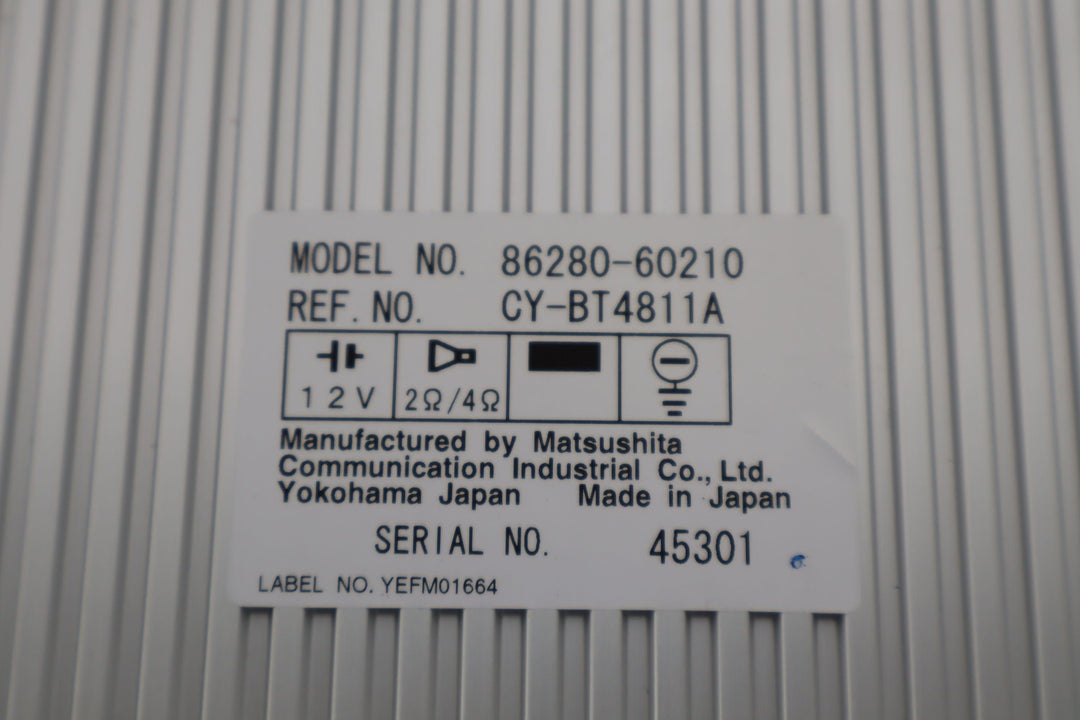 MODEL NO. 86280-60210
REF. NO. CY-BT4811A
12V 2Ω/4Ω
Manufactured by Matsushita
Communication Industrial Co., Ltd.
Yokohama Japan Made in Japan
SERIAL NO. 45301
LABEL NO. YEFM01664